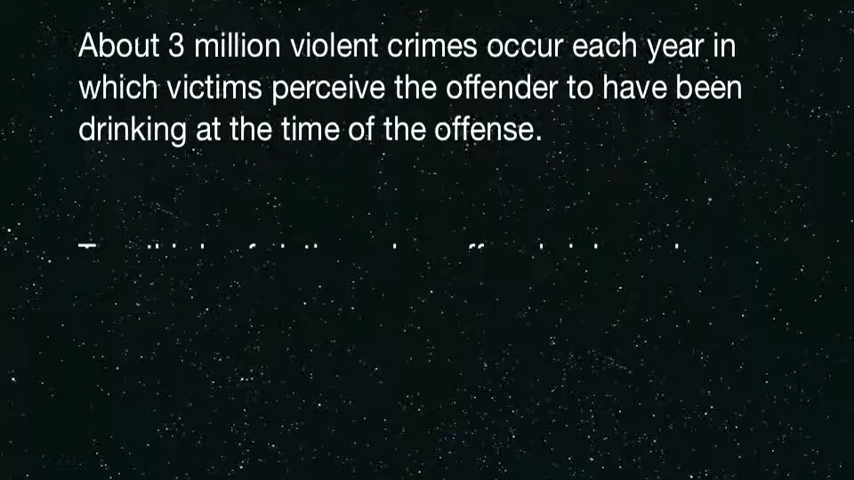 About 3 million violent crimes occur each year in
which victims perceive the offender to have been
drinking at the time of the offense.